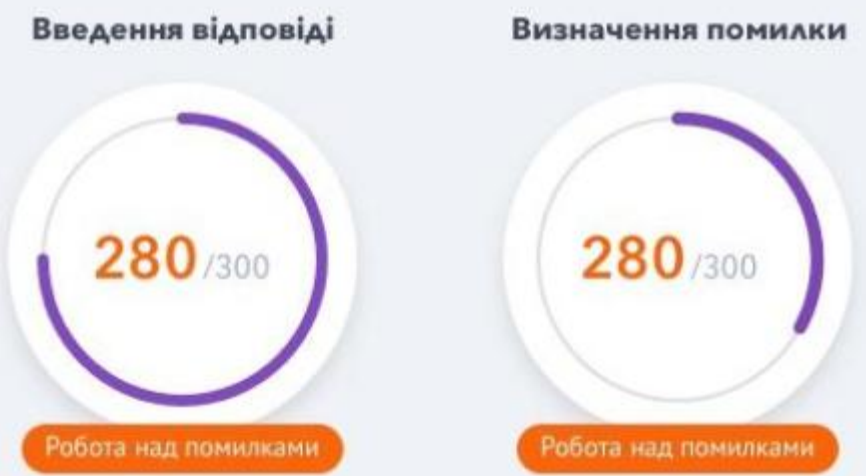 Введення відповіді
Визначення помилки
280/300
280/300
Робота над помилками
Робота над помилками